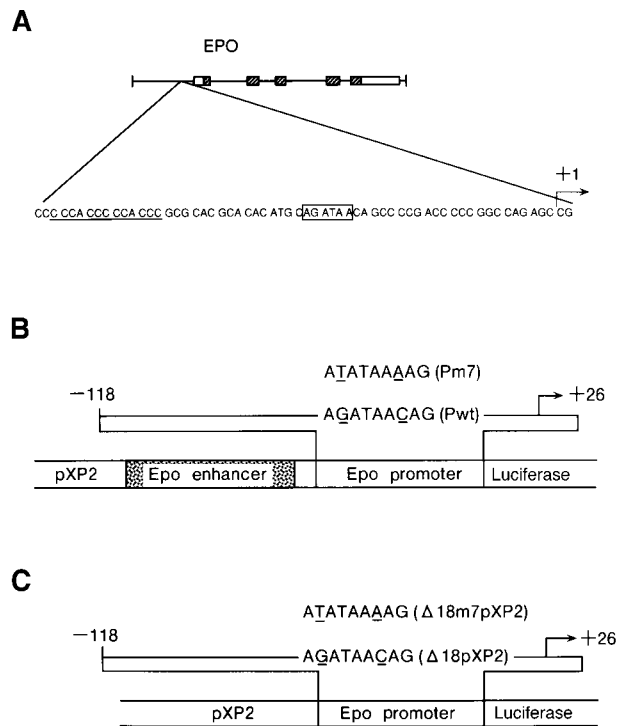 A
EPO
+1
CCC CCA CCC CCA CCC GCG CAC GCA CAC ATG CAG ATAA CA GCC CCG ACC CCC GGC CAG AGC CG
B
ATATAAAAG (Pm7)
−118
AGATAACAG (Pwt)
+26
pXP2
Epo enhancer
Epo promoter
Luciferase
C
ATATAAAAG (Δ18m7pXP2)
−118
AGATAACAG (Δ18pXP2)
+26
pXP2
Epo promoter
Luciferase